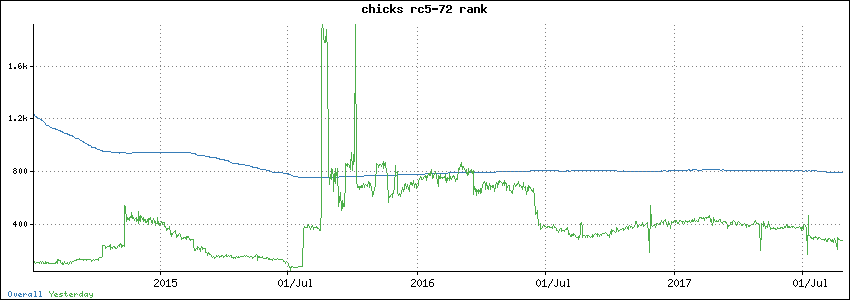 chicks rc5-72 rank
1.6k
1.2k
800
400
2015 01/Jul 2016 01/Jul 2017 01/Jul
Overall Yesterday